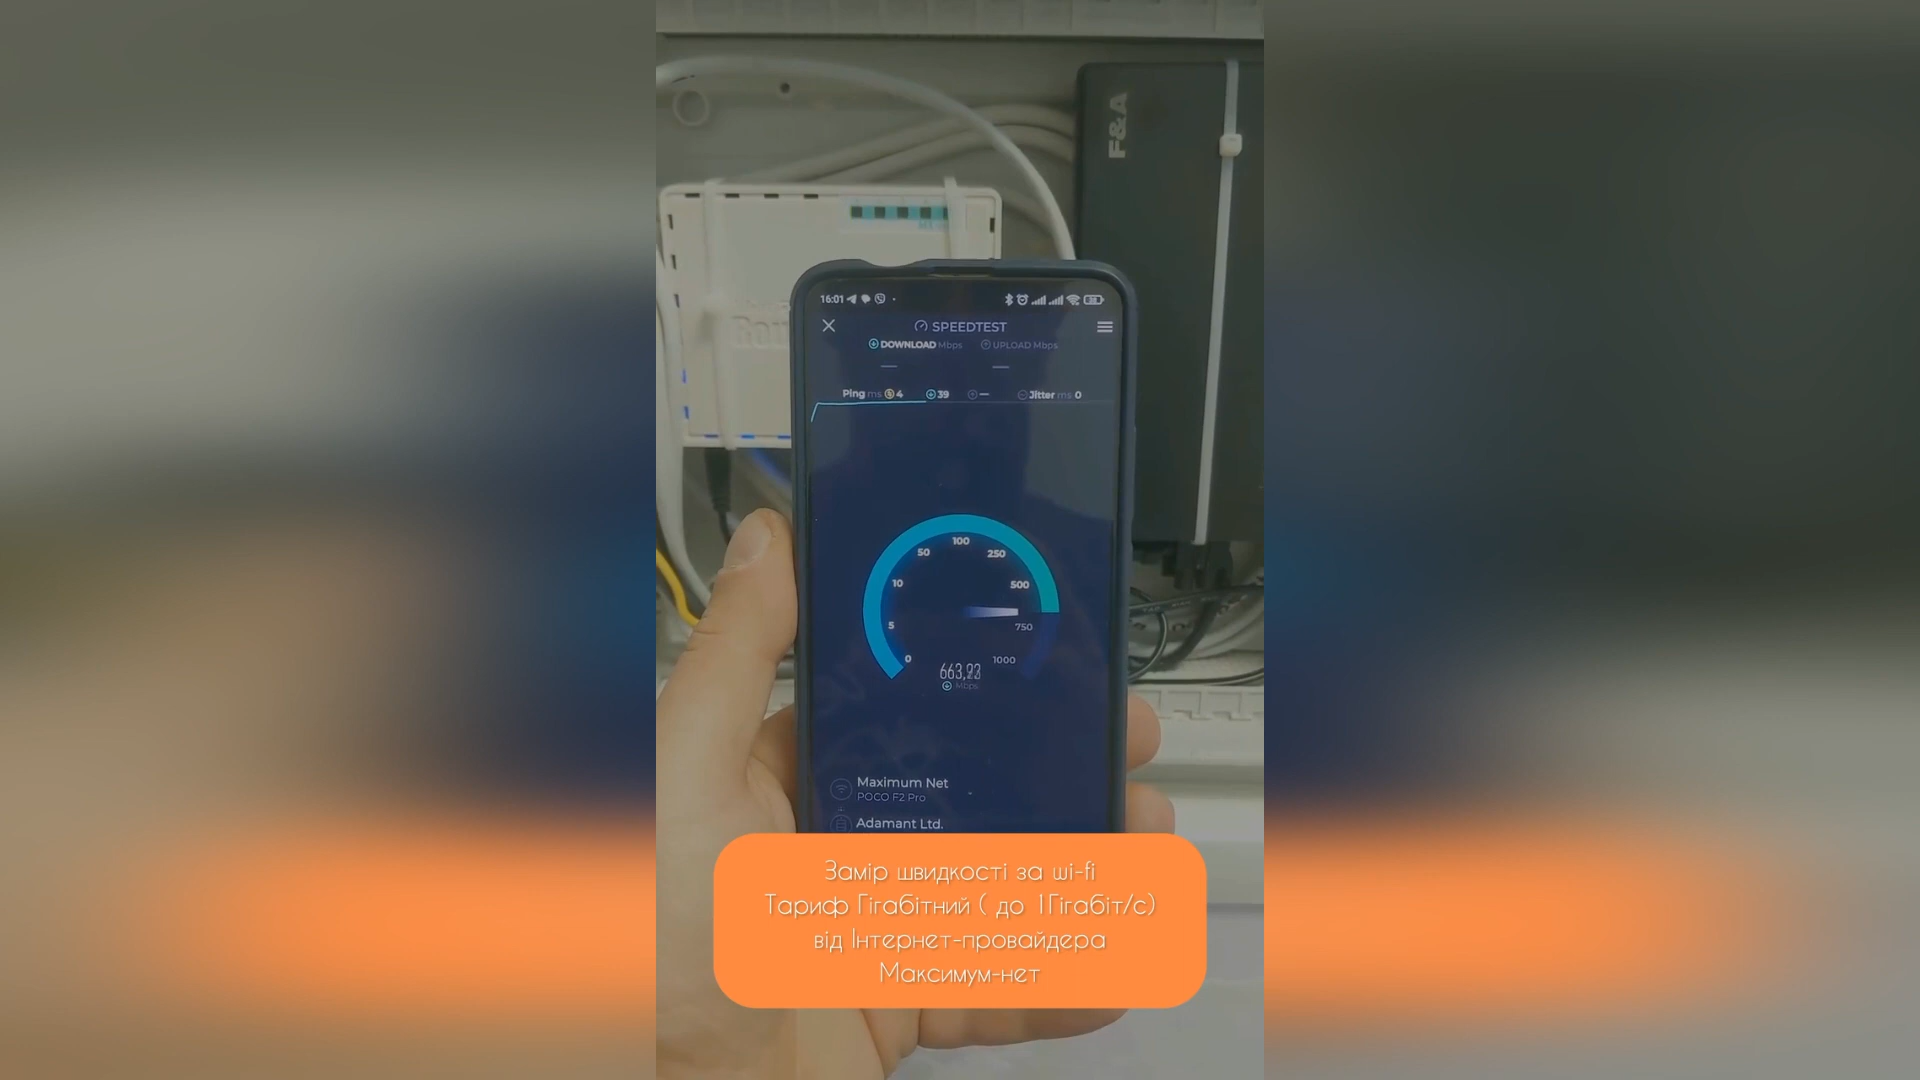 F&A
16:01
SPEEDTEST
DOWNLOAD Mbps UPLOAD Mbps
Ping ms 4 39 — Jitter ms 0
0
5
10
50
100
250
500
750
1000
Mbps
Maximum Net
POCO F2 Pro
Adamant Ltd.
Замір швидкості за wi-fi
Тариф Гігабітний ( до 1Гігабіт/с)
від Інтернет-провайдера
Максимум-нет